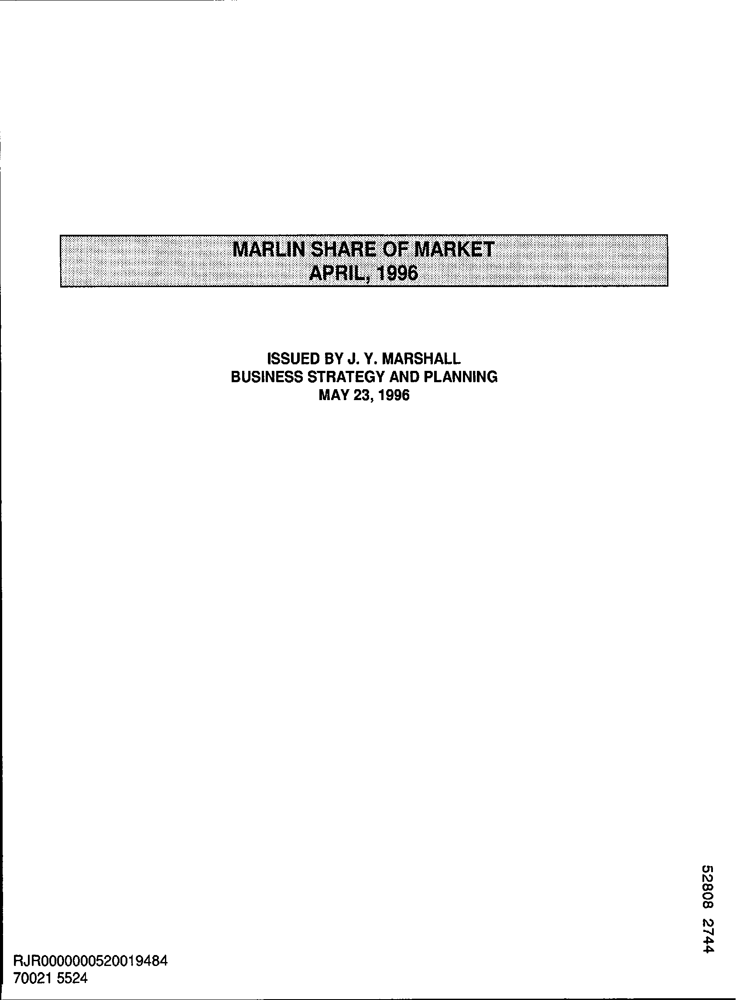 MARLIN SHARE OF MARKET
APRIL, 1996
ISSUED BY J. Y. MARSHALL
BUSINESS STRATEGY AND PLANNING
MAY 23, 1996
52808 2744
RJR0000000520019484
70021 5524